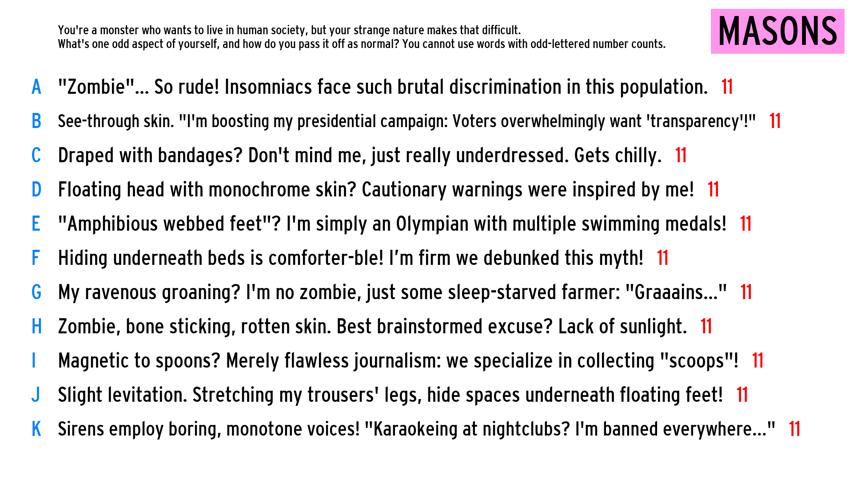 You're a monster who wants to live in human society, but your strange nature makes that difficult.
What's one odd aspect of yourself, and how do you pass it off as normal? You cannot use words with odd-lettered number counts.
MASONS
A "Zombie"... So rude! Insomniacs face such brutal discrimination in this population. 11
B See-through skin. "I'm boosting my presidential campaign: Voters overwhelmingly want 'transparency'!" 11
C Draped with bandages? Don't mind me, just really underdressed. Gets chilly. 11
D Floating head with monochrome skin? Cautionary warnings were inspired by me! 11
E "Amphibious webbed feet"? I'm simply an Olympian with multiple swimming medals! 11
F Hiding underneath beds is comforter-ble! I'm firm we debunked this myth! 11
G My ravenous groaning? I'm no zombie, just some sleep-starved farmer: "Graaains..." 11
H Zombie, bone sticking, rotten skin. Best brainstormed excuse? Lack of sunlight. 11
I Magnetic to spoons? Merely flawless journalism: we specialize in collecting "scoops"! 11
J Slight levitation. Stretching my trousers' legs, hide spaces underneath floating feet! 11
K Sirens employ boring, monotone voices! "Karaokeing at nightclubs? I'm banned everywhere..." 11